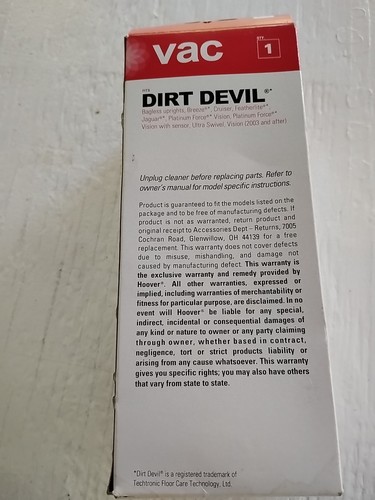 vac
QTY
1
FITS
DIRT DEVIL®*
Bagless uprights, Breeze®*, Cruiser, Featherlite®*,
Jaguar®*, Platinum Force®* Vision, Platinum Force®*
Vision with sensor, Ultra Swivel, Vision (2003 and after)
Unplug cleaner before replacing parts. Refer to
owner's manual for model specific instructions.
Product is guaranteed to fit the models listed on the
package and to be free of manufacturing defects. If
product is not as warranted, return product and
original receipt to Accessories Dept – Returns, 7005
Cochran Road, Glenwillow, OH 44139 for a free
replacement. This warranty does not cover defects
due to misuse, mishandling, and damage not
caused by manufacturing defect. This warranty is
the exclusive warranty and remedy provided by
Hoover®. All other warranties, expressed or
implied, including warranties of merchantability or
fitness for particular purpose, are disclaimed. In no
event will Hoover® be liable for any special,
indirect, incidental or consequential damages of
any kind or nature to owner or any party claiming
through owner, whether based in contract,
negligence, tort or strict products liability or
arising from any cause whatsoever. This warranty
gives you specific rights; you may also have others
that vary from state to state.
*Dirt Devil® is a registered trademark of
Techtronic Floor Care Technology, Ltd.